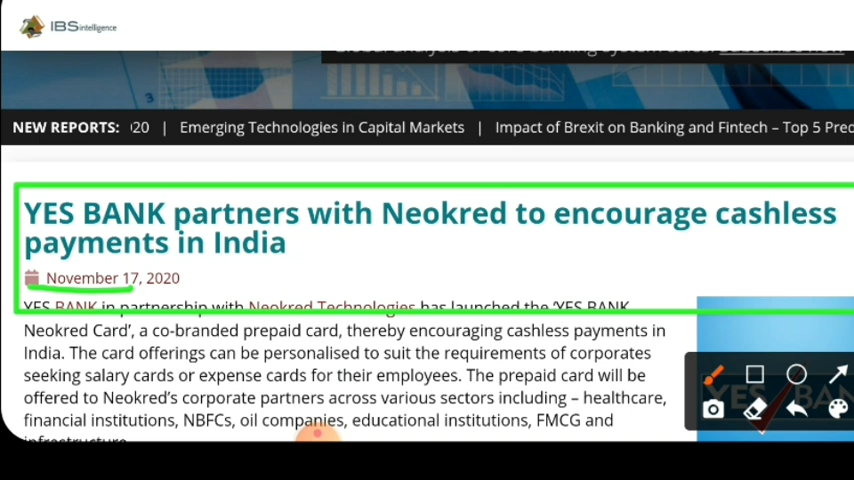 IBSintelligence
NEW REPORTS: 020 | Emerging Technologies in Capital Markets | Impact of Brexit on Banking and Fintech – Top 5 Pred
YES BANK partners with Neokred to encourage cashless
payments in India
November 17, 2020
YES BANK in partnership with Neokred Technologies has launched the 'YES BANK
Neokred Card', a co-branded prepaid card, thereby encouraging cashless payments in
India. The card offerings can be personalised to suit the requirements of corporates
seeking salary cards or expense cards for their employees. The prepaid card will be
offered to Neokred's corporate partners across various sectors including – healthcare,
financial institutions, NBFCs, oil companies, educational institutions, FMCG and
infrastructure
YES BAN